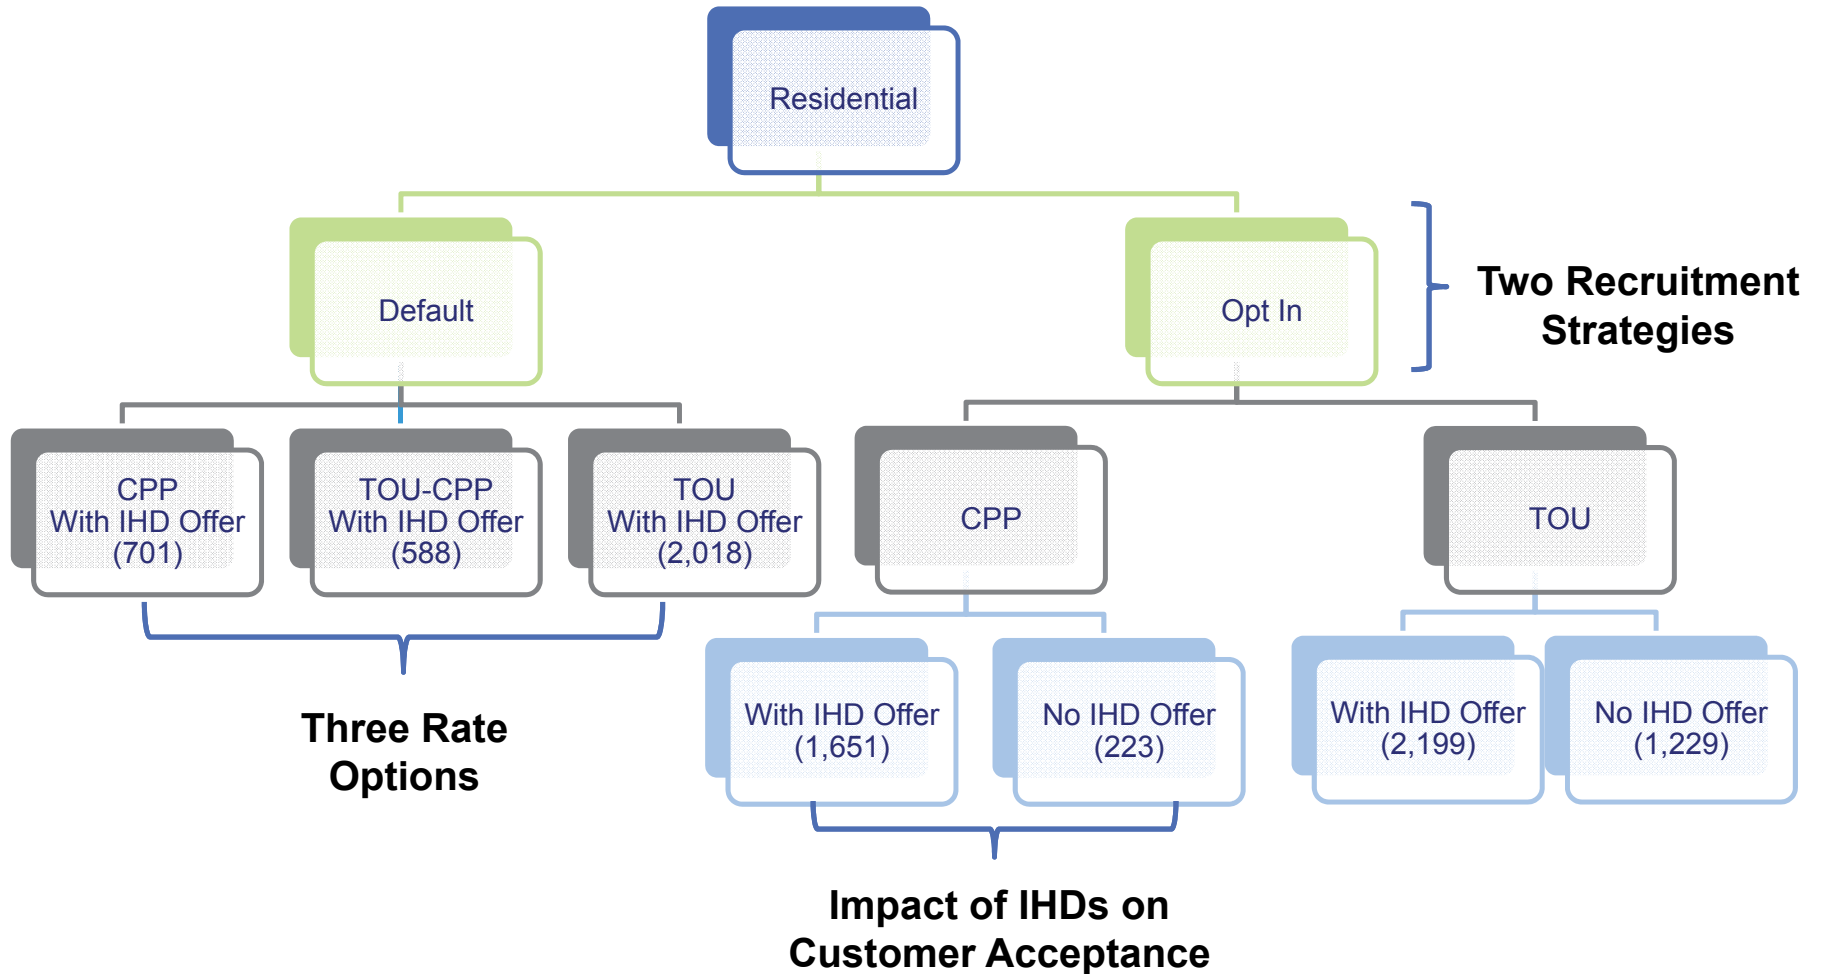 Residential
Default
Opt In
Two Recruitment
Strategies
CPP
With IHD Offer
(701)
TOU-CPP
With IHD Offer
(588)
TOU
With IHD Offer
(2,018)
CPP
TOU
With IHD Offer
(1,651)
No IHD Offer
(223)
With IHD Offer
(2,199)
No IHD Offer
(1,229)
Three Rate
Options
Impact of IHDs on
Customer Acceptance